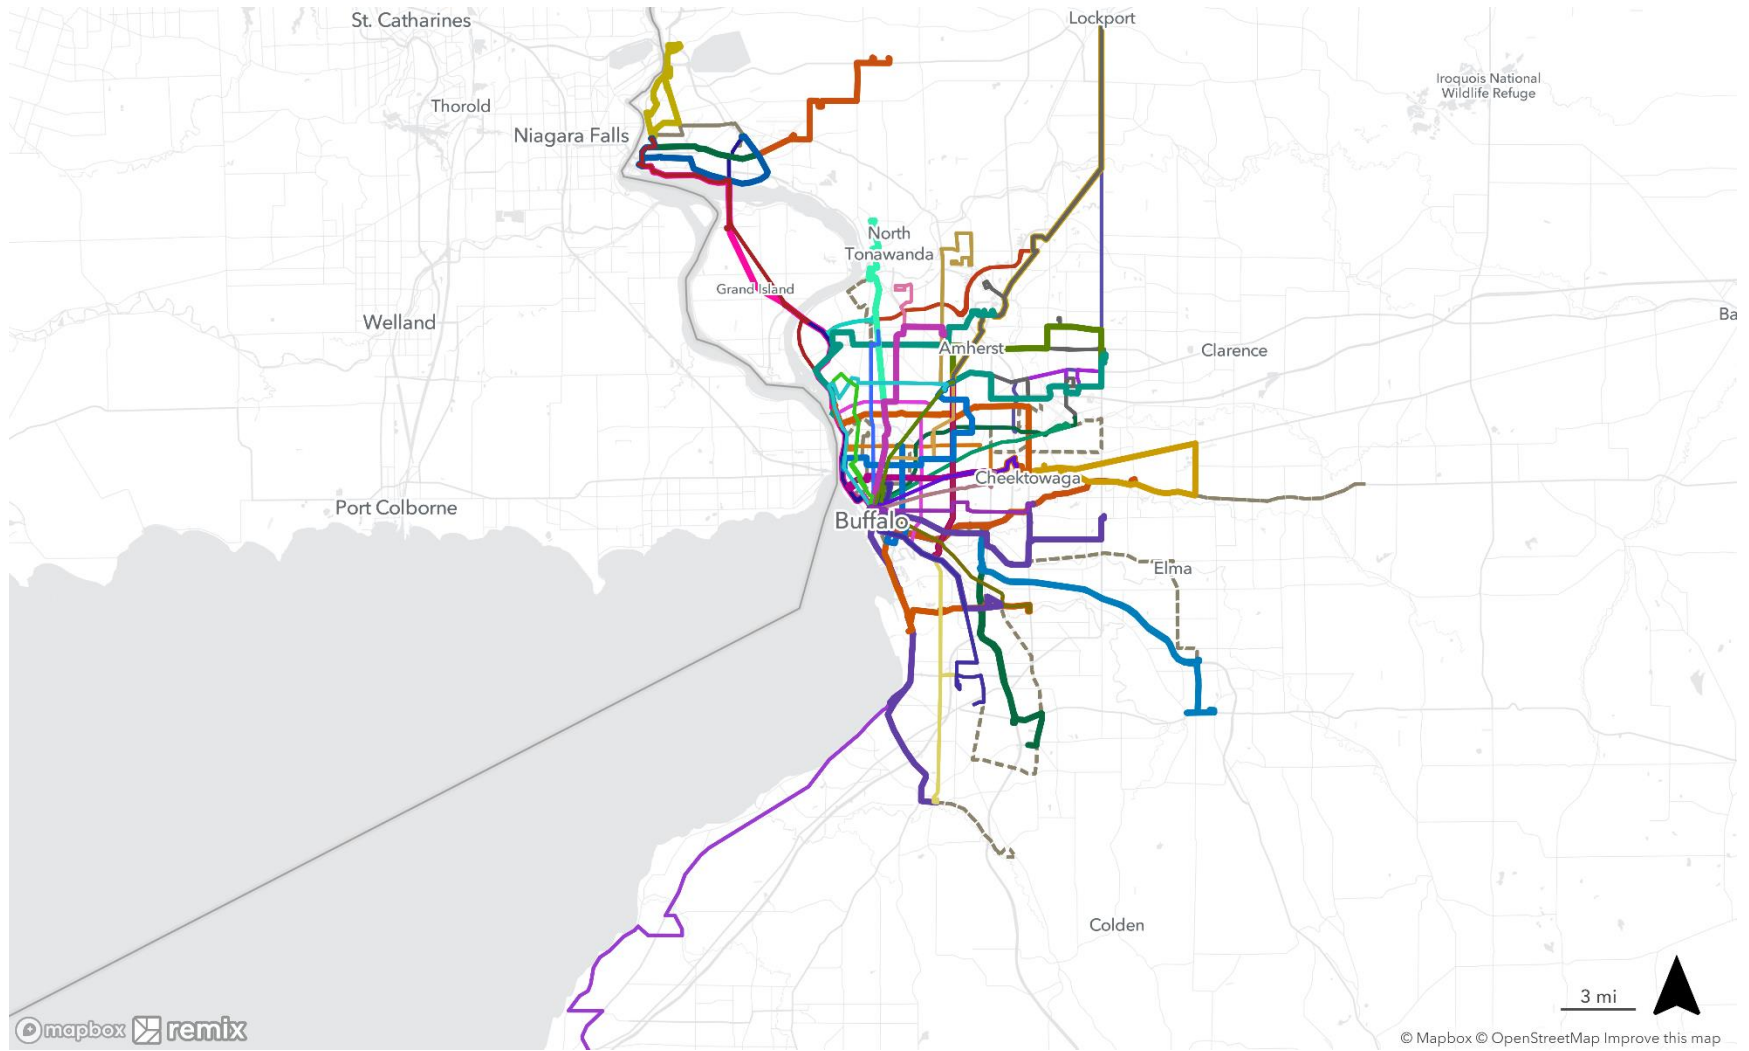 St. Catharines
Lockport
Iroquois National
Wildlife Refuge
Thorold
Niagara Falls
North
Tonawanda
Grand Island
Welland
Ba
Amherst
Clarence
Cheektowaga
Port Colborne
Buffalo
Elma
Colden
3 mi
mapbox remix
© Mapbox © OpenStreetMap Improve this map